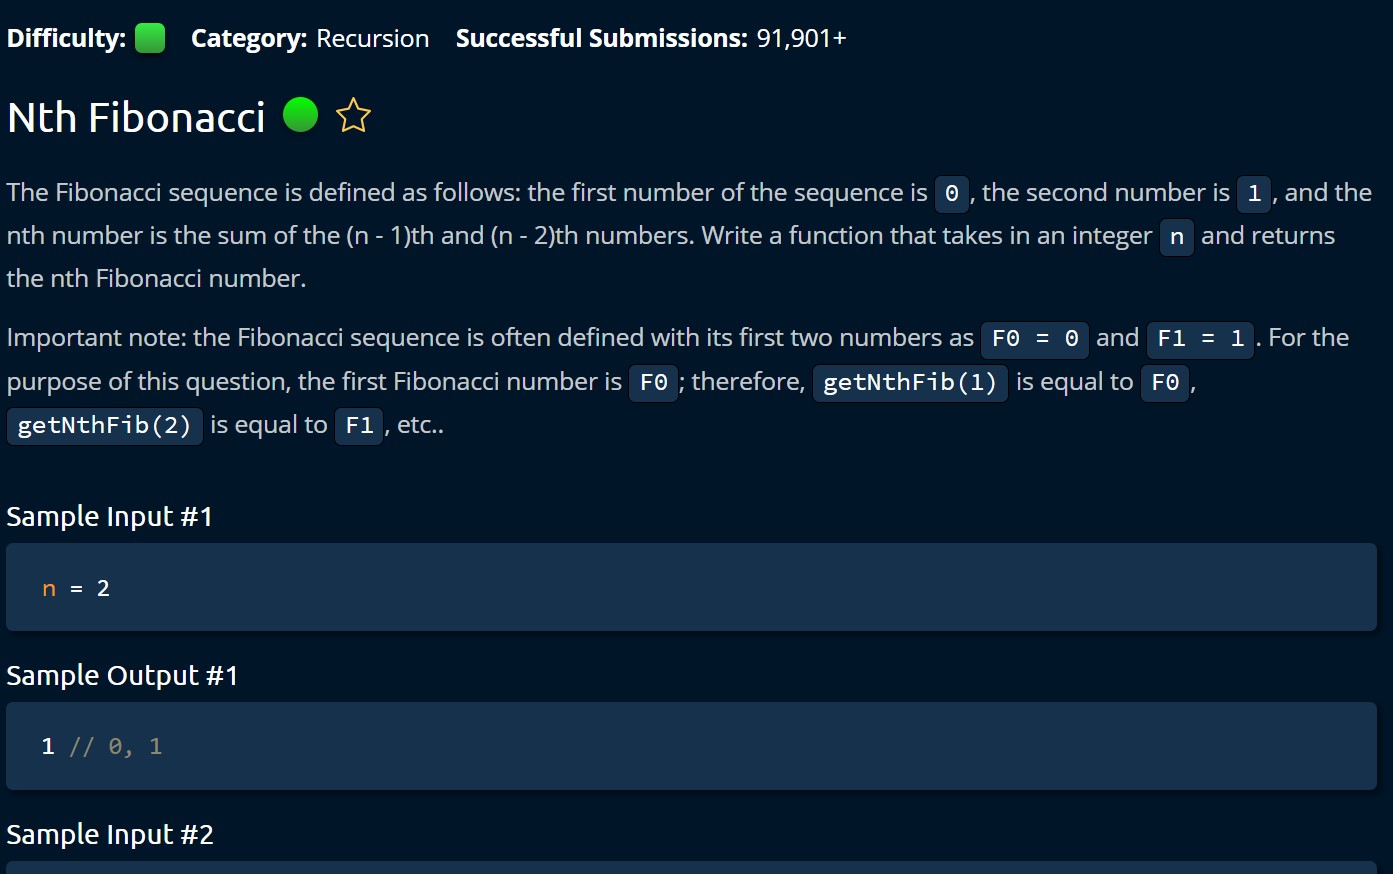 Difficulty: Category: Recursion Successful Submissions: 91,901+
Nth Fibonacci
The Fibonacci sequence is defined as follows: the first number of the sequence is 0, the second number is 1, and the
nth number is the sum of the (n - 1)th and (n - 2)th numbers. Write a function that takes in an integer n and returns
the nth Fibonacci number.
Important note: the Fibonacci sequence is often defined with its first two numbers as F0 = 0 and F1 = 1. For the
purpose of this question, the first Fibonacci number is F0; therefore, getNthFib(1) is equal to F0,
getNthFib(2) is equal to F1, etc..
Sample Input #1
n = 2
Sample Output #1
1 // 0, 1
Sample Input #2